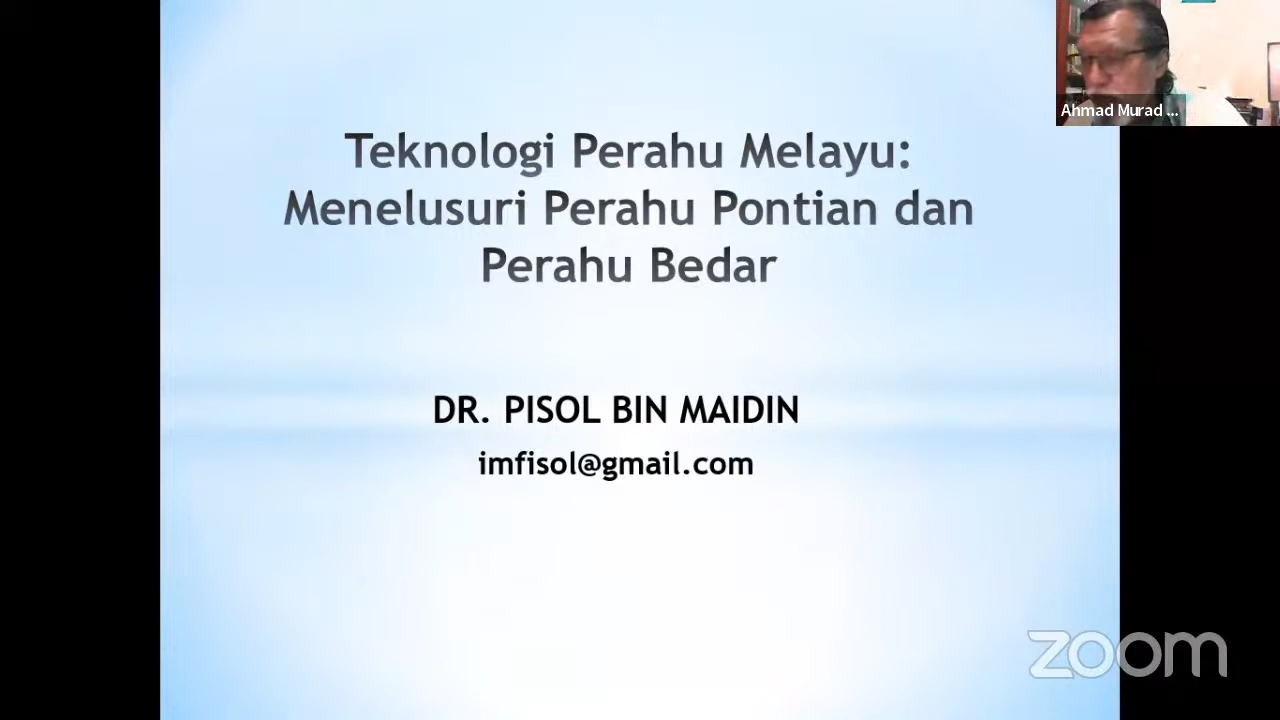 Ahmad Murad ...
Teknologi Perahu Melayu:
Menelusuri Perahu Pontian dan
Perahu Bedar
DR. PISOL BIN MAIDIN
imfisol@gmail.com
zoom